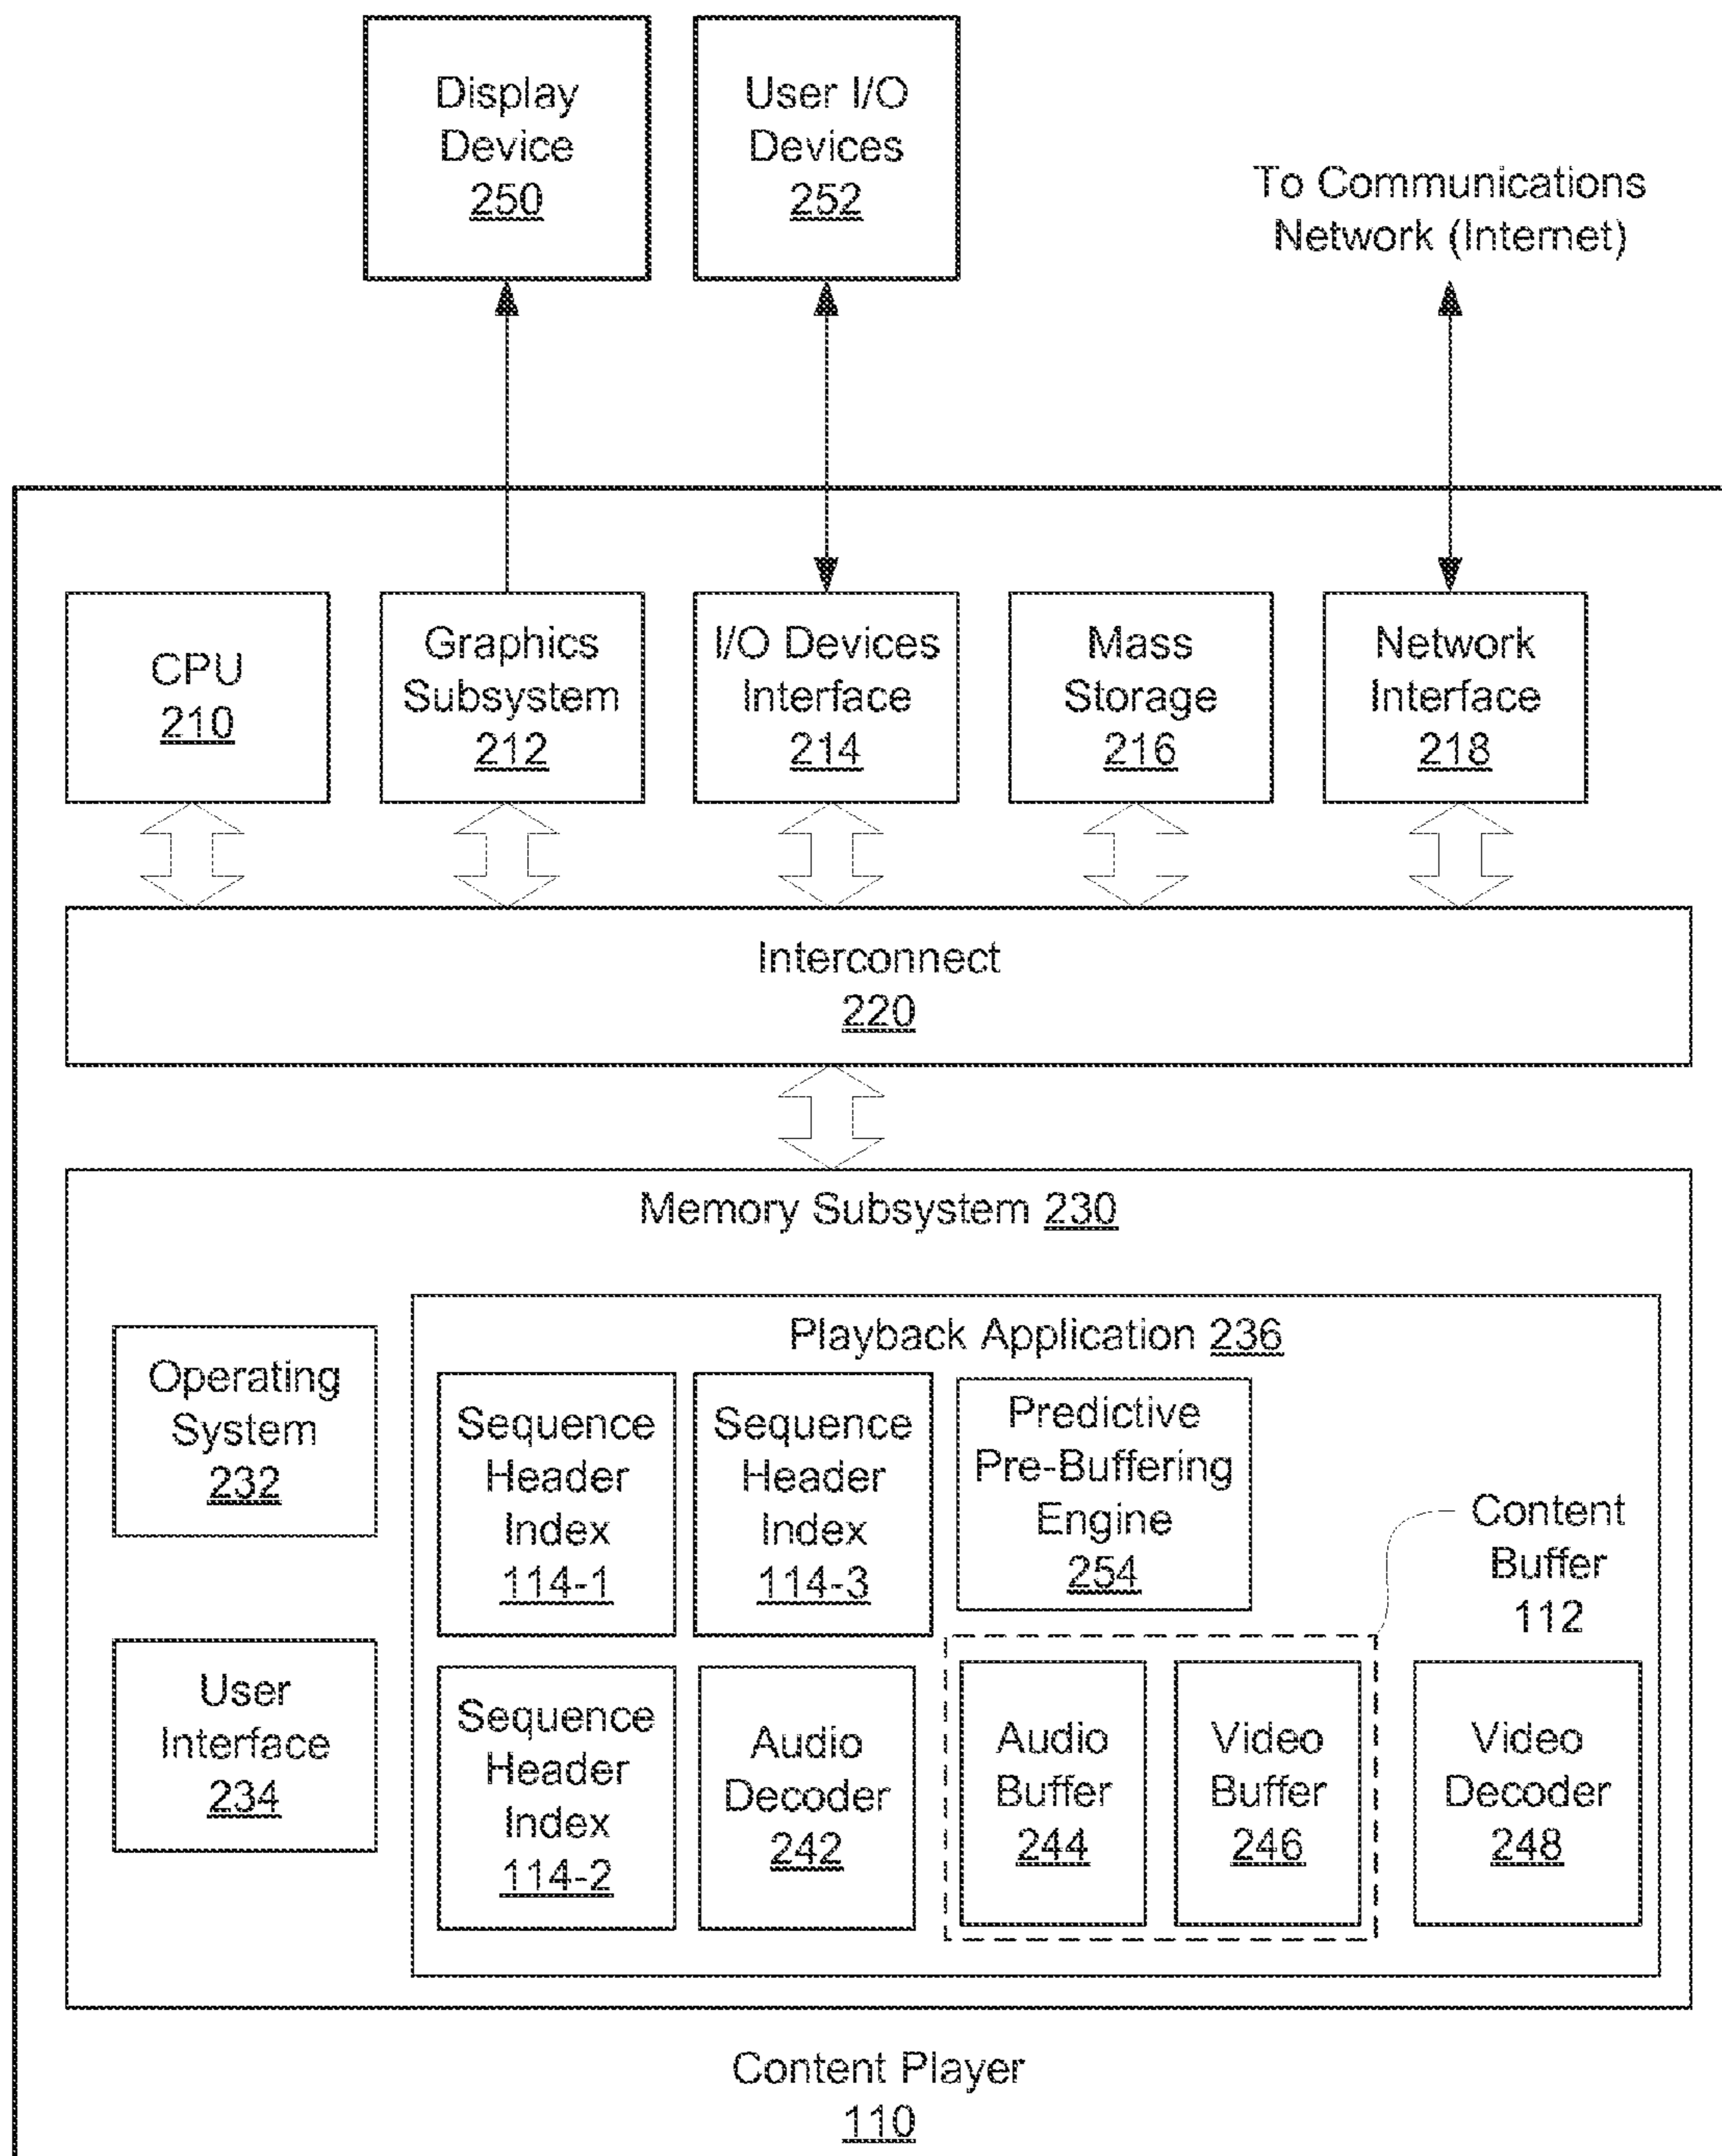 Display
Device
250
User I/O
Devices
252
To Communications
Network (Internet)
CPU
210
Graphics
Subsystem
212
I/O Devices
Interface
214
Mass
Storage
216
Network
Interface
218
Interconnect
220
Memory Subsystem 230
Operating
System
232
User
Interface
234
Playback Application 236
Sequence
Header
Index
114-1
Sequence
Header
Index
114-3
Predictive
Pre-Buffering
Engine
254
Content
Buffer
112
Sequence
Header
Index
114-2
Audio
Decoder
242
Audio
Buffer
244
Video
Buffer
246
Video
Decoder
248
Content Player
110